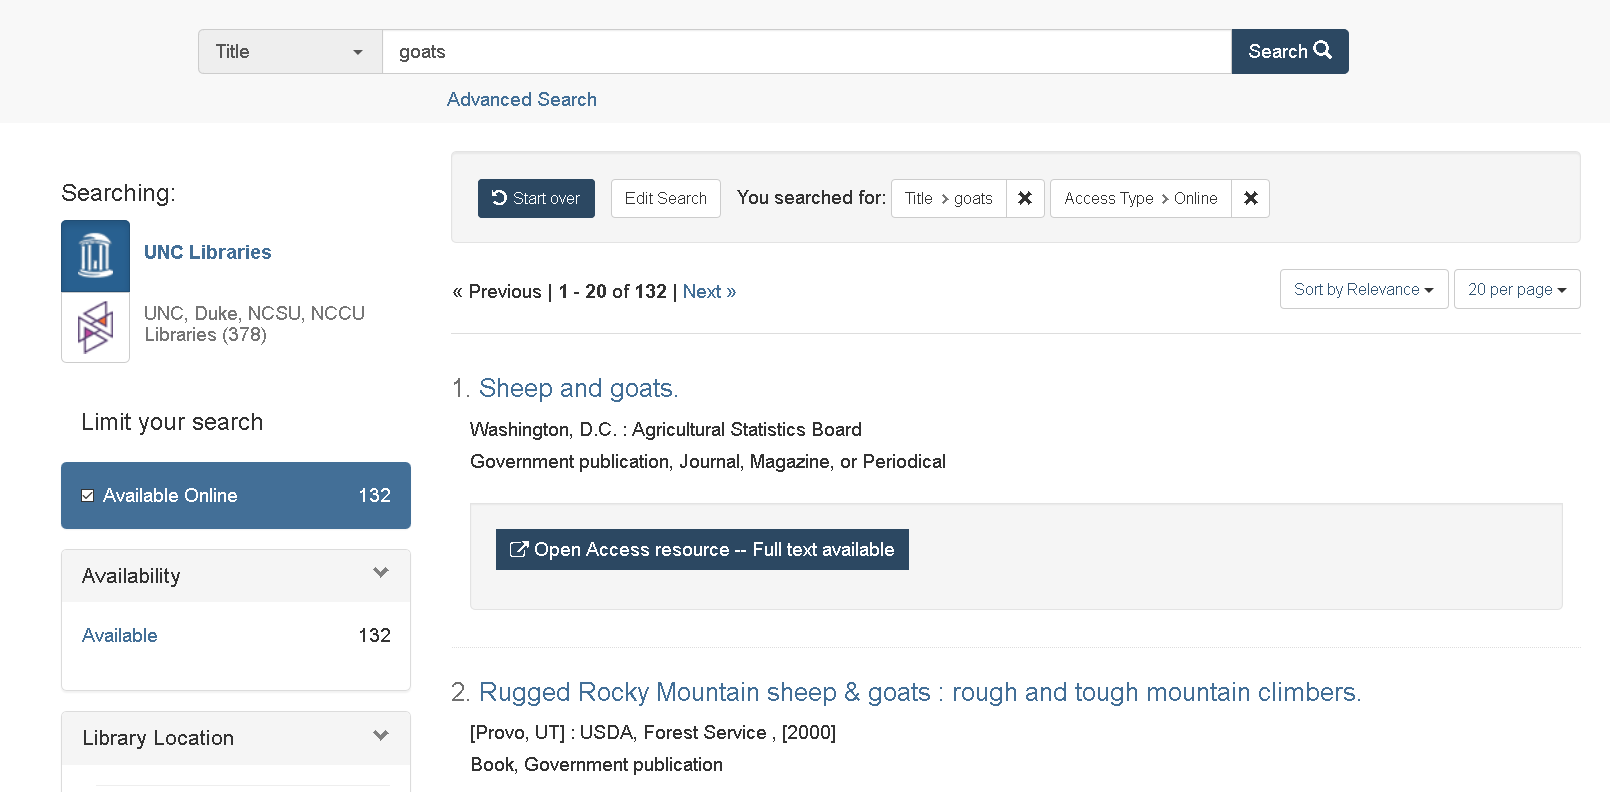 Title
goats
Search
Advanced Search
Searching:
UNC Libraries
UNC, Duke, NCSU, NCCU
Libraries (378)
Limit your search
Available Online 132
Availability
Available 132
Library Location
Start over
Edit Search
You searched for:
Title > goats ✖
Access Type > Online ✖
« Previous | 1 - 20 of 132 | Next »
Sort by Relevance
20 per page
1. Sheep and goats.
Washington, D.C. : Agricultural Statistics Board
Government publication, Journal, Magazine, or Periodical
Open Access resource -- Full text available
2. Rugged Rocky Mountain sheep & goats : rough and tough mountain climbers.
[Provo, UT] : USDA, Forest Service , [2000]
Book, Government publication